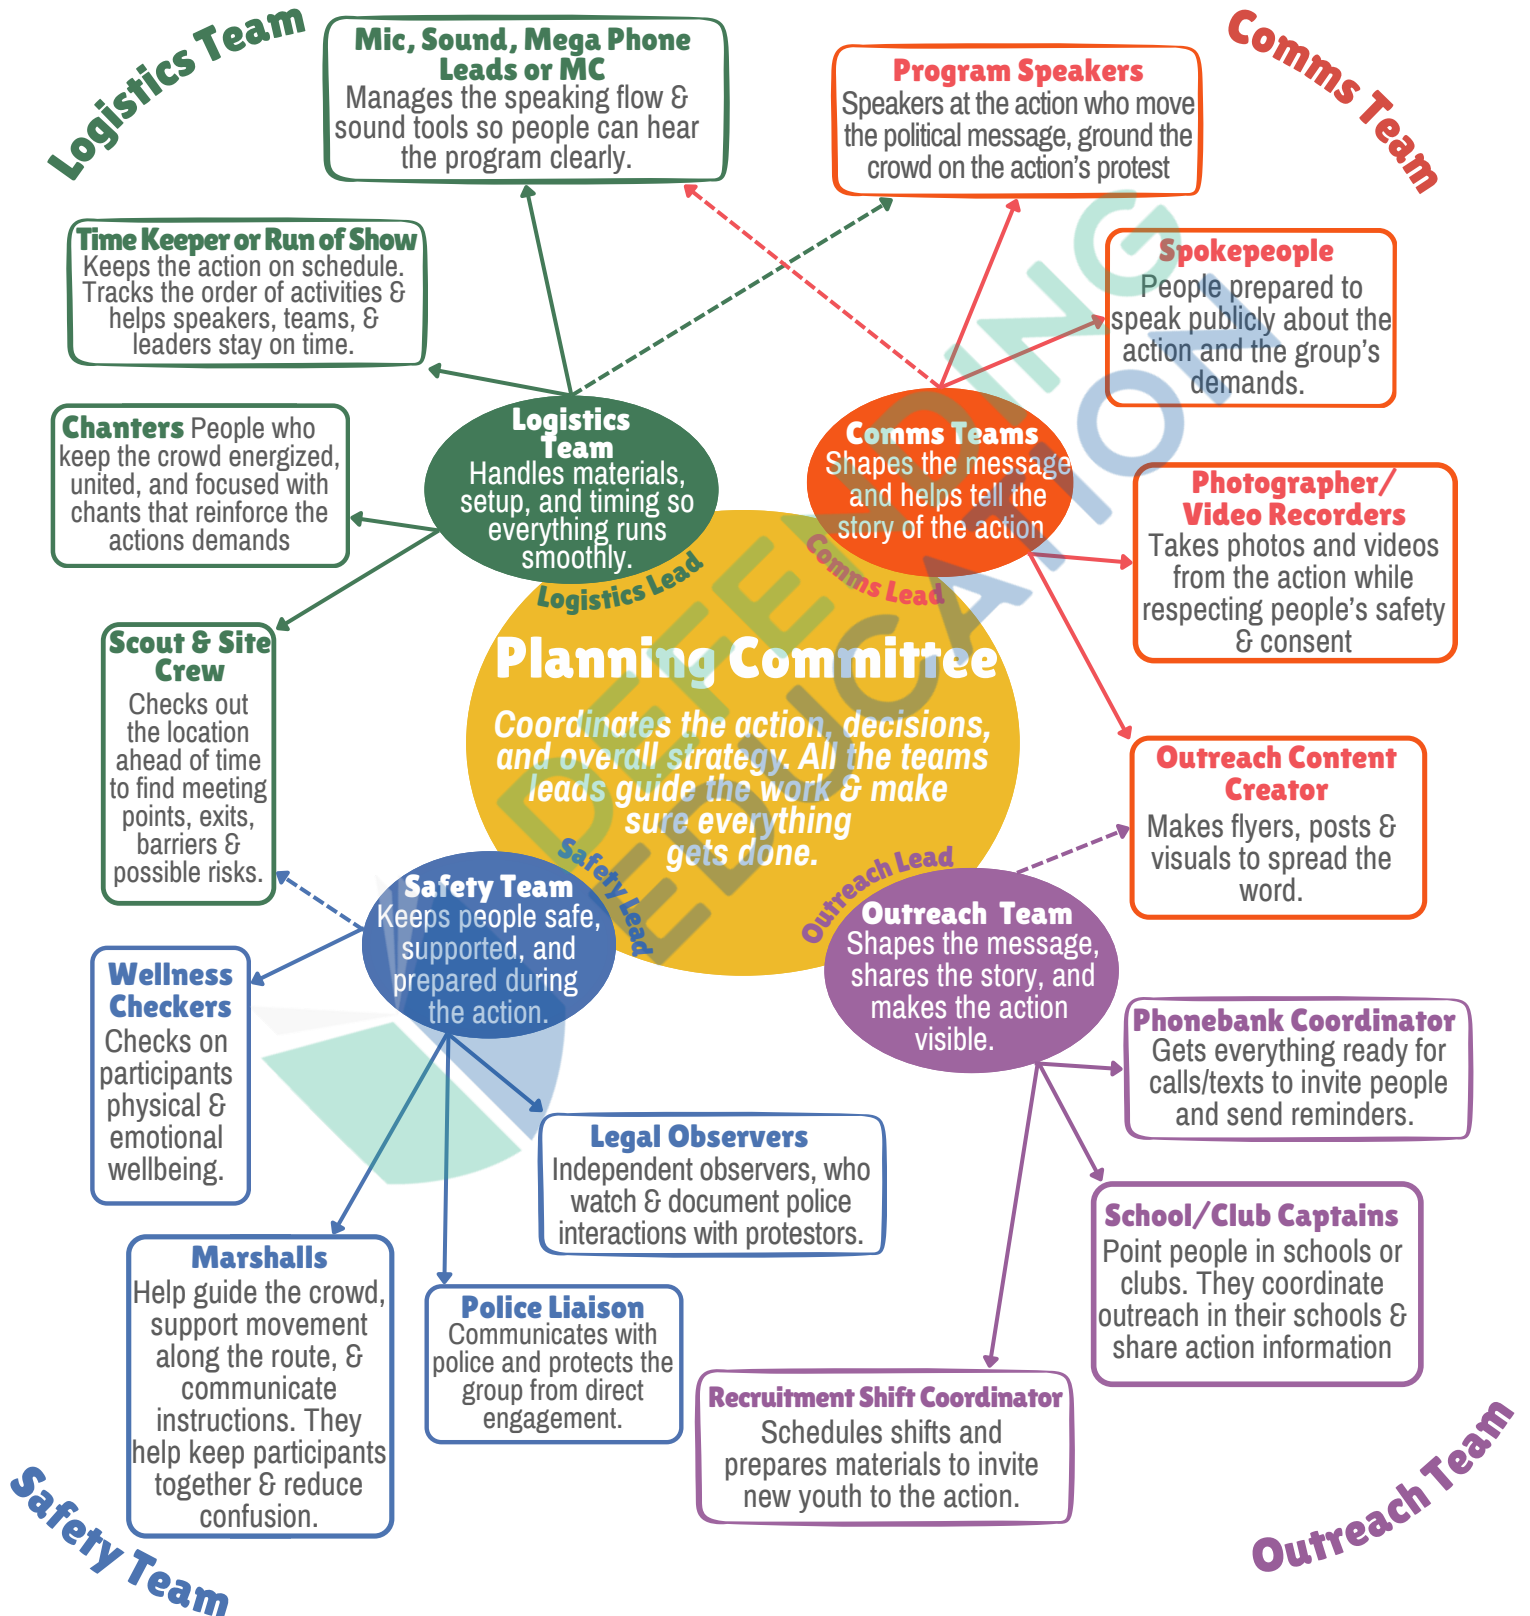 Logistics Team
Comms Team
Mic, Sound, Mega Phone
Leads or MC
Manages the speaking flow &
sound tools so people can hear
the program clearly.
Program Speakers
Speakers at the action who move
the political message, ground the
crowd on the action's protest
Time Keeper or Run of Show
Keeps the action on schedule.
Tracks the order of activities &
helps speakers, teams, &
leaders stay on time.
Spokepeople
People prepared to
speak publicly about the
action and the group's
demands.
Chanters People who
keep the crowd energized,
united, and focused with
chants that reinforce the
actions demands
Logistics
Team
Handles materials,
setup, and timing so
everything runs
smoothly.
Logistics Lead
Comms Teams
Shapes the message
and helps tell the
story of the action
Comms Lead
Photographer/
Video Recorders
Takes photos and videos
from the action while
respecting people's safety
& consent
Scout & Site
Crew
Checks out
the location
ahead of time
to find meeting
points, exits,
barriers &
possible risks.
Planning Committee
Coordinates the action, decisions,
and overall strategy. All the teams
leads guide the work & make
sure everything
gets done.
Outreach Content
Creator
Makes flyers, posts &
visuals to spread the
word.
Safety Lead
Safety Team
Keeps people safe,
supported, and
prepared during
the action.
Outreach Lead
Outreach Team
Shapes the message,
shares the story, and
makes the action
visible.
Wellness
Checkers
Checks on
participants
physical &
emotional
wellbeing.
Phonebank Coordinator
Gets everything ready for
calls/texts to invite people
and send reminders.
Legal Observers
Independent observers, who
watch & document police
interactions with protestors.
School/Club Captains
Point people in schools or
clubs. They coordinate
outreach in their schools &
share action information
Marshalls
Help guide the crowd,
support movement
along the route, &
communicate
instructions. They
help keep participants
together & reduce
confusion.
Police Liaison
Communicates with
police and protects the
group from direct
engagement.
Recruitment Shift Coordinator
Schedules shifts and
prepares materials to invite
new youth to the action.
Safety Team
Outreach Team
DEFENDING
EDUCATION